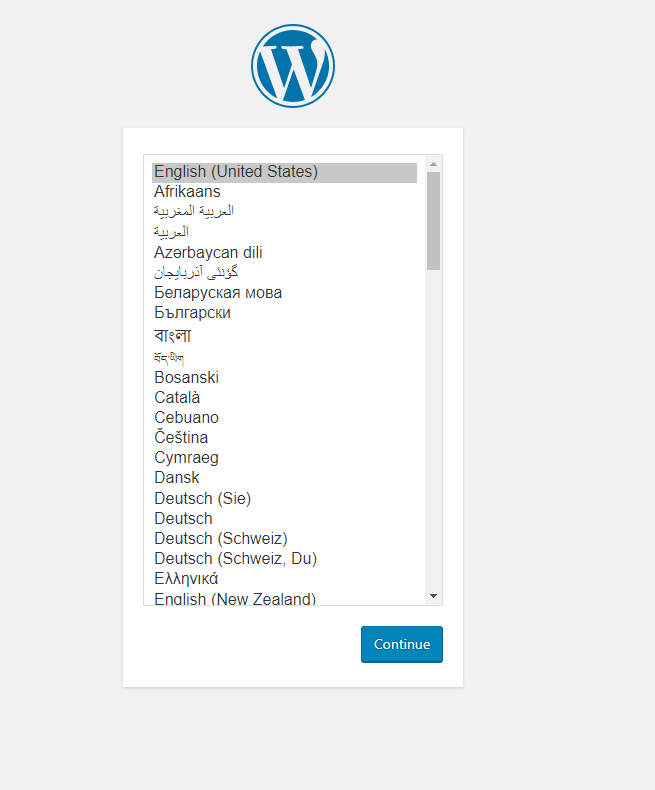 English (United States)
Afrikaans
العربية المغربية
العربية
Azərbaycan dili
گؤنئی آذربایجان
Беларуская мова
Български
বাংলা
བོད་ཡིག
Bosanski
Català
Cebuano
Čeština
Cymraeg
Dansk
Deutsch (Sie)
Deutsch
Deutsch (Schweiz)
Deutsch (Schweiz, Du)
Ελληνικά
English (New Zealand)
Continue